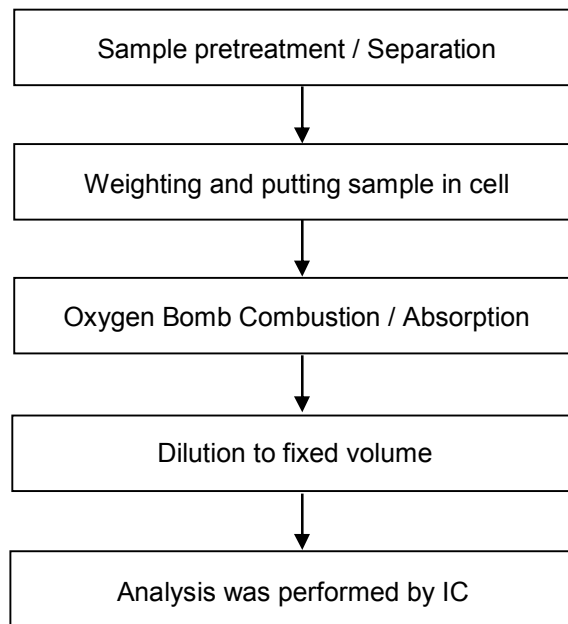 Sample pretreatment / Separation
Weighting and putting sample in cell
Oxygen Bomb Combustion / Absorption
Dilution to fixed volume
Analysis was performed by IC